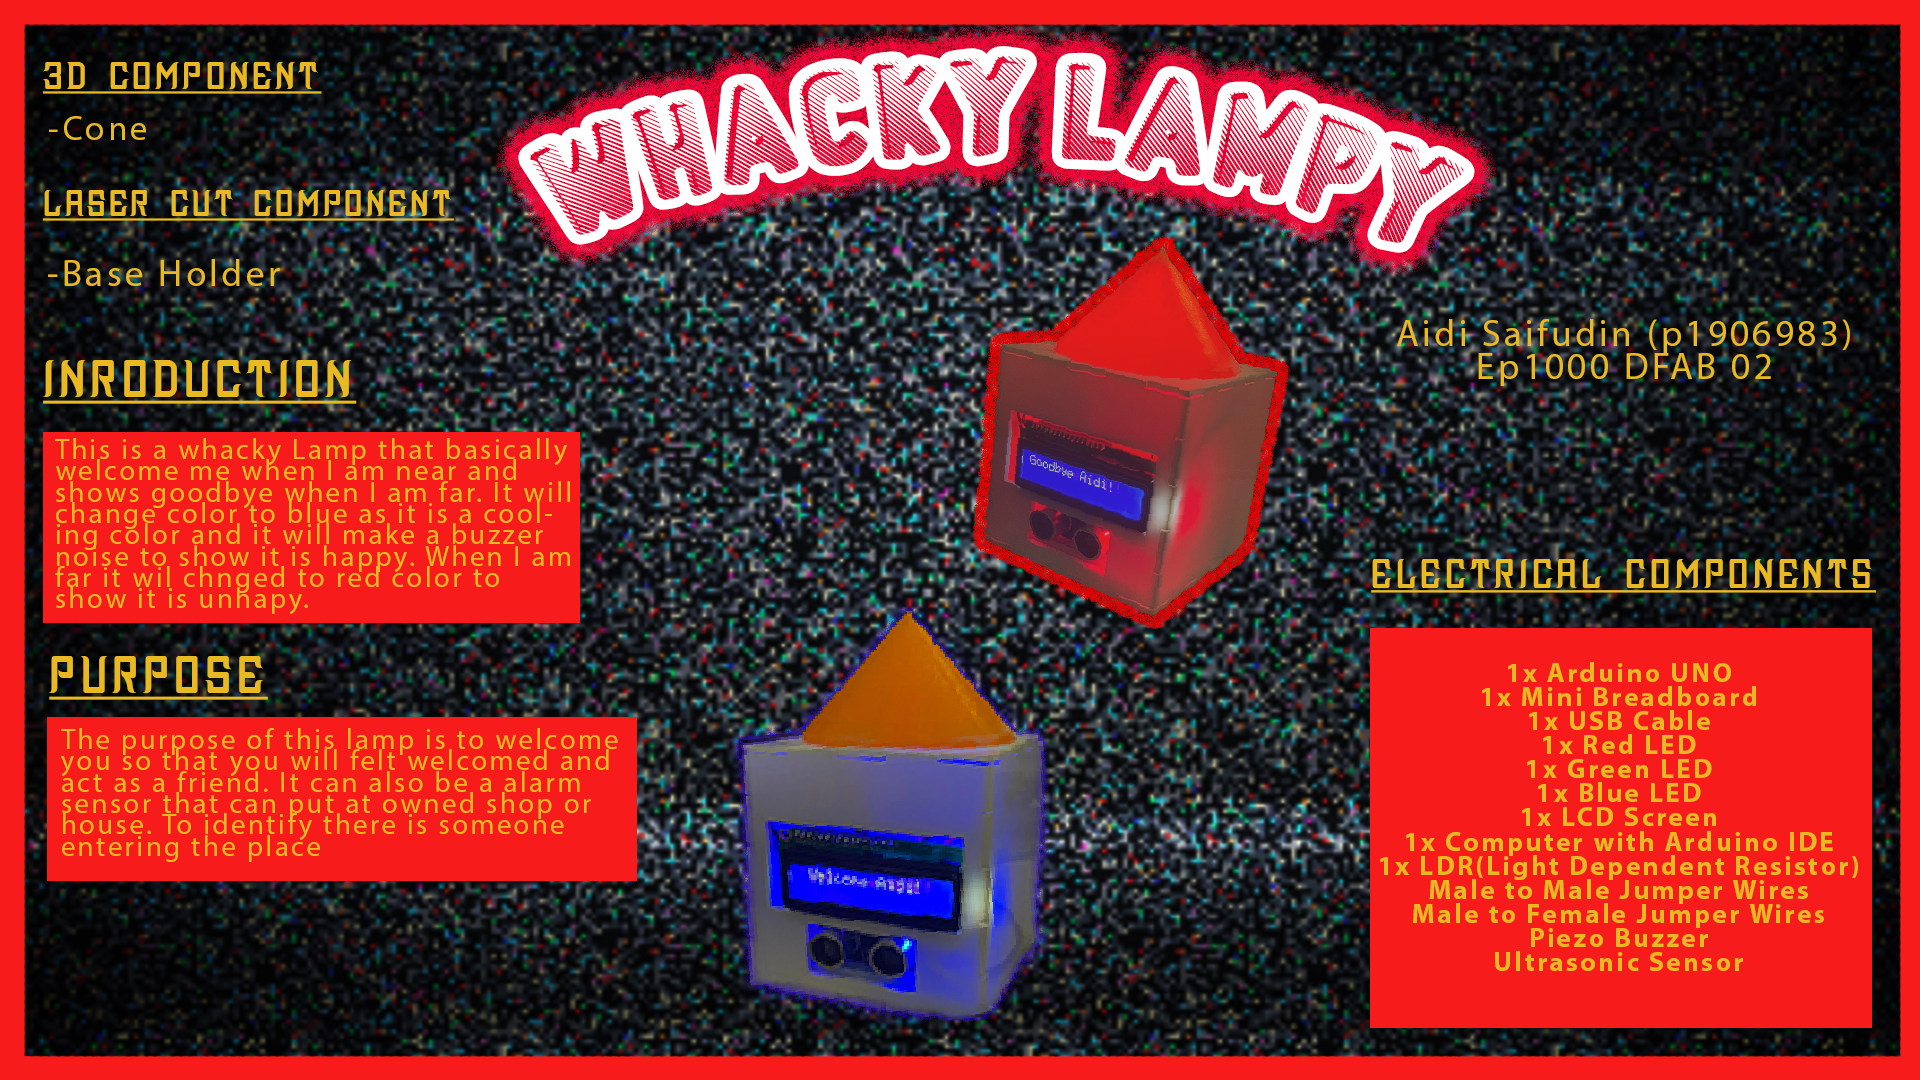 WHACKY LAMPY
3D COMPONENT
-Cone
LASER CUT COMPONENT
-Base Holder
INRODUCTION
This is a whacky Lamp that basically
welcome me when I am near and
shows goodbye when I am far. It will
change color to blue as it is a cool-
ing color and it will make a buzzer
noise to show it is happy. When I am
far it wil chnged to red color to
show it is unhapy.
PURPOSE
The purpose of this lamp is to welcome
you so that you will felt welcomed and
act as a friend. It can also be a alarm
sensor that can put at owned shop or
house. To identify there is someone
entering the place
Goodbye Aidi!
Welcome Aidi!
Aidi Saifudin (p1906983)
Ep1000 DFAB 02
ELECTRICAL COMPONENTS
1x Arduino UNO
1x Mini Breadboard
1x USB Cable
1x Red LED
1x Green LED
1x Blue LED
1x LCD Screen
1x Computer with Arduino IDE
1x LDR(Light Dependent Resistor)
Male to Male Jumper Wires
Male to Female Jumper Wires
Piezo Buzzer
Ultrasonic Sensor